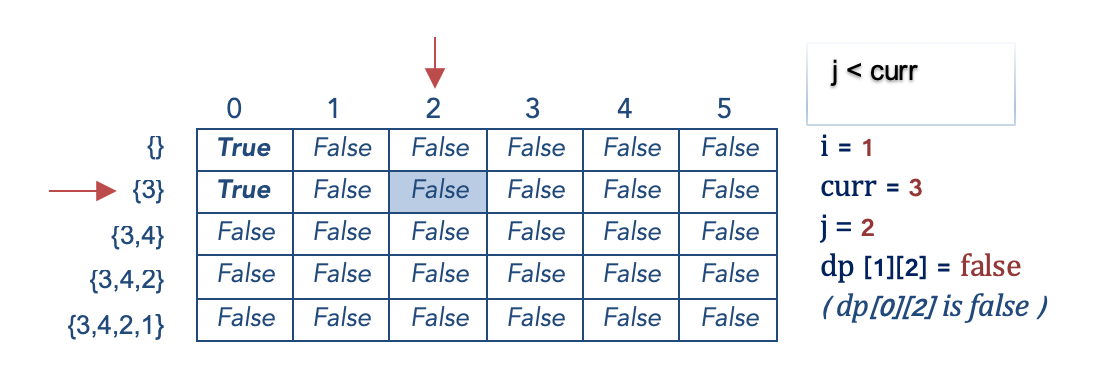 j < curr
0 1 2 3 4 5
{} True False False False False False
i = 1
{3} True False False False False False
curr = 3
{3,4} False False False False False False
j = 2
{3,4,2} False False False False False False
dp [1][2] = false
{3,4,2,1} False False False False False False
( dp[0][2] is false )